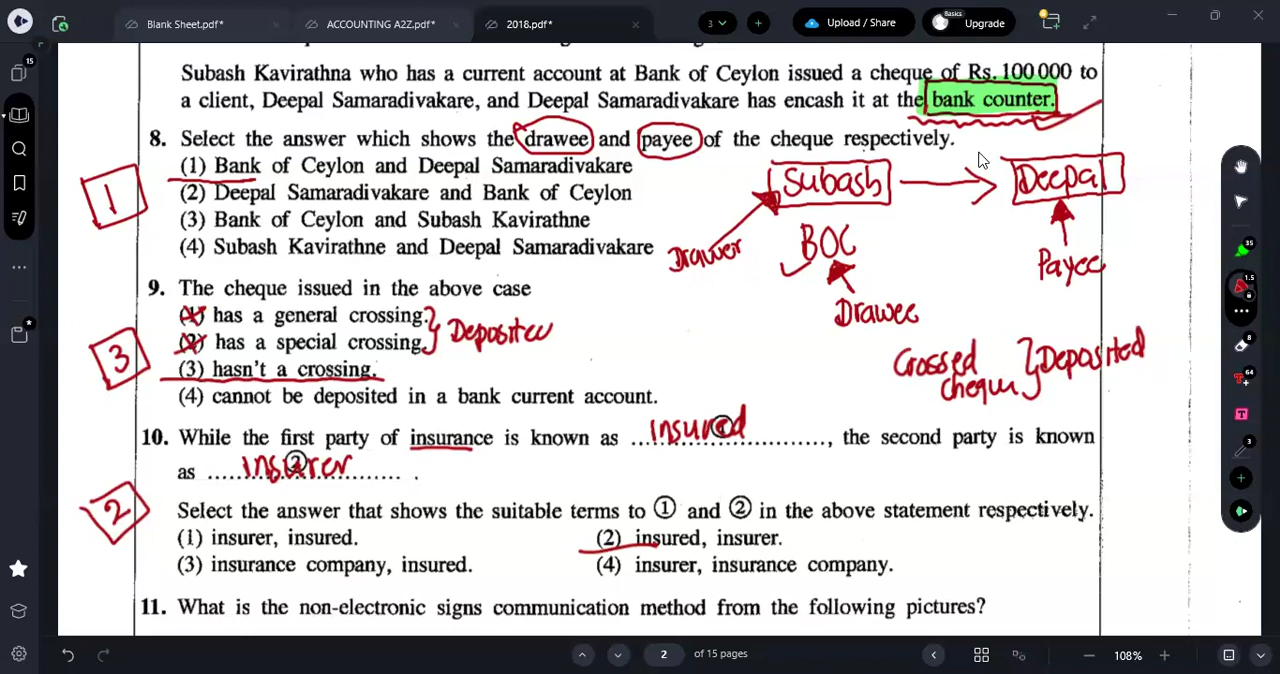 Blank Sheet.pdf*
ACCOUNTING A2Z.pdf*
2018.pdf*
3
Upload / Share
Basics
Upgrade
15
Subash Kavirathna who has a current account at Bank of Ceylon issued a cheque of Rs. 100 000 to
a client, Deepal Samaradivakare, and Deepal Samaradivakare has encash it at the bank counter.
8. Select the answer which shows the drawee and payee of the cheque respectively.
(1) Bank of Ceylon and Deepal Samaradivakare
(2) Deepal Samaradivakare and Bank of Ceylon
(3) Bank of Ceylon and Subash Kavirathne
(4) Subash Kavirathne and Deepal Samaradivakare
1
Subash
Deepal
Drawer
BOC
Payee
Drawee
9. The cheque issued in the above case
(1) has a general crossing.
(2) has a special crossing.
Deposited
(3) hasn't a crossing.
(4) cannot be deposited in a bank current account.
3
Crossed
cheque
Deposited
10. While the first party of insurance is known as ...insured ①..., the second party is known
as ...insurer ②... .
Select the answer that shows the suitable terms to ① and ② in the above statement respectively.
(1) insurer, insured.
(2) insured, insurer.
(3) insurance company, insured.
(4) insurer, insurance company.
2
11. What is the non-electronic signs communication method from the following pictures?
35
1.5
8
64
3
2
of 15 pages
108%